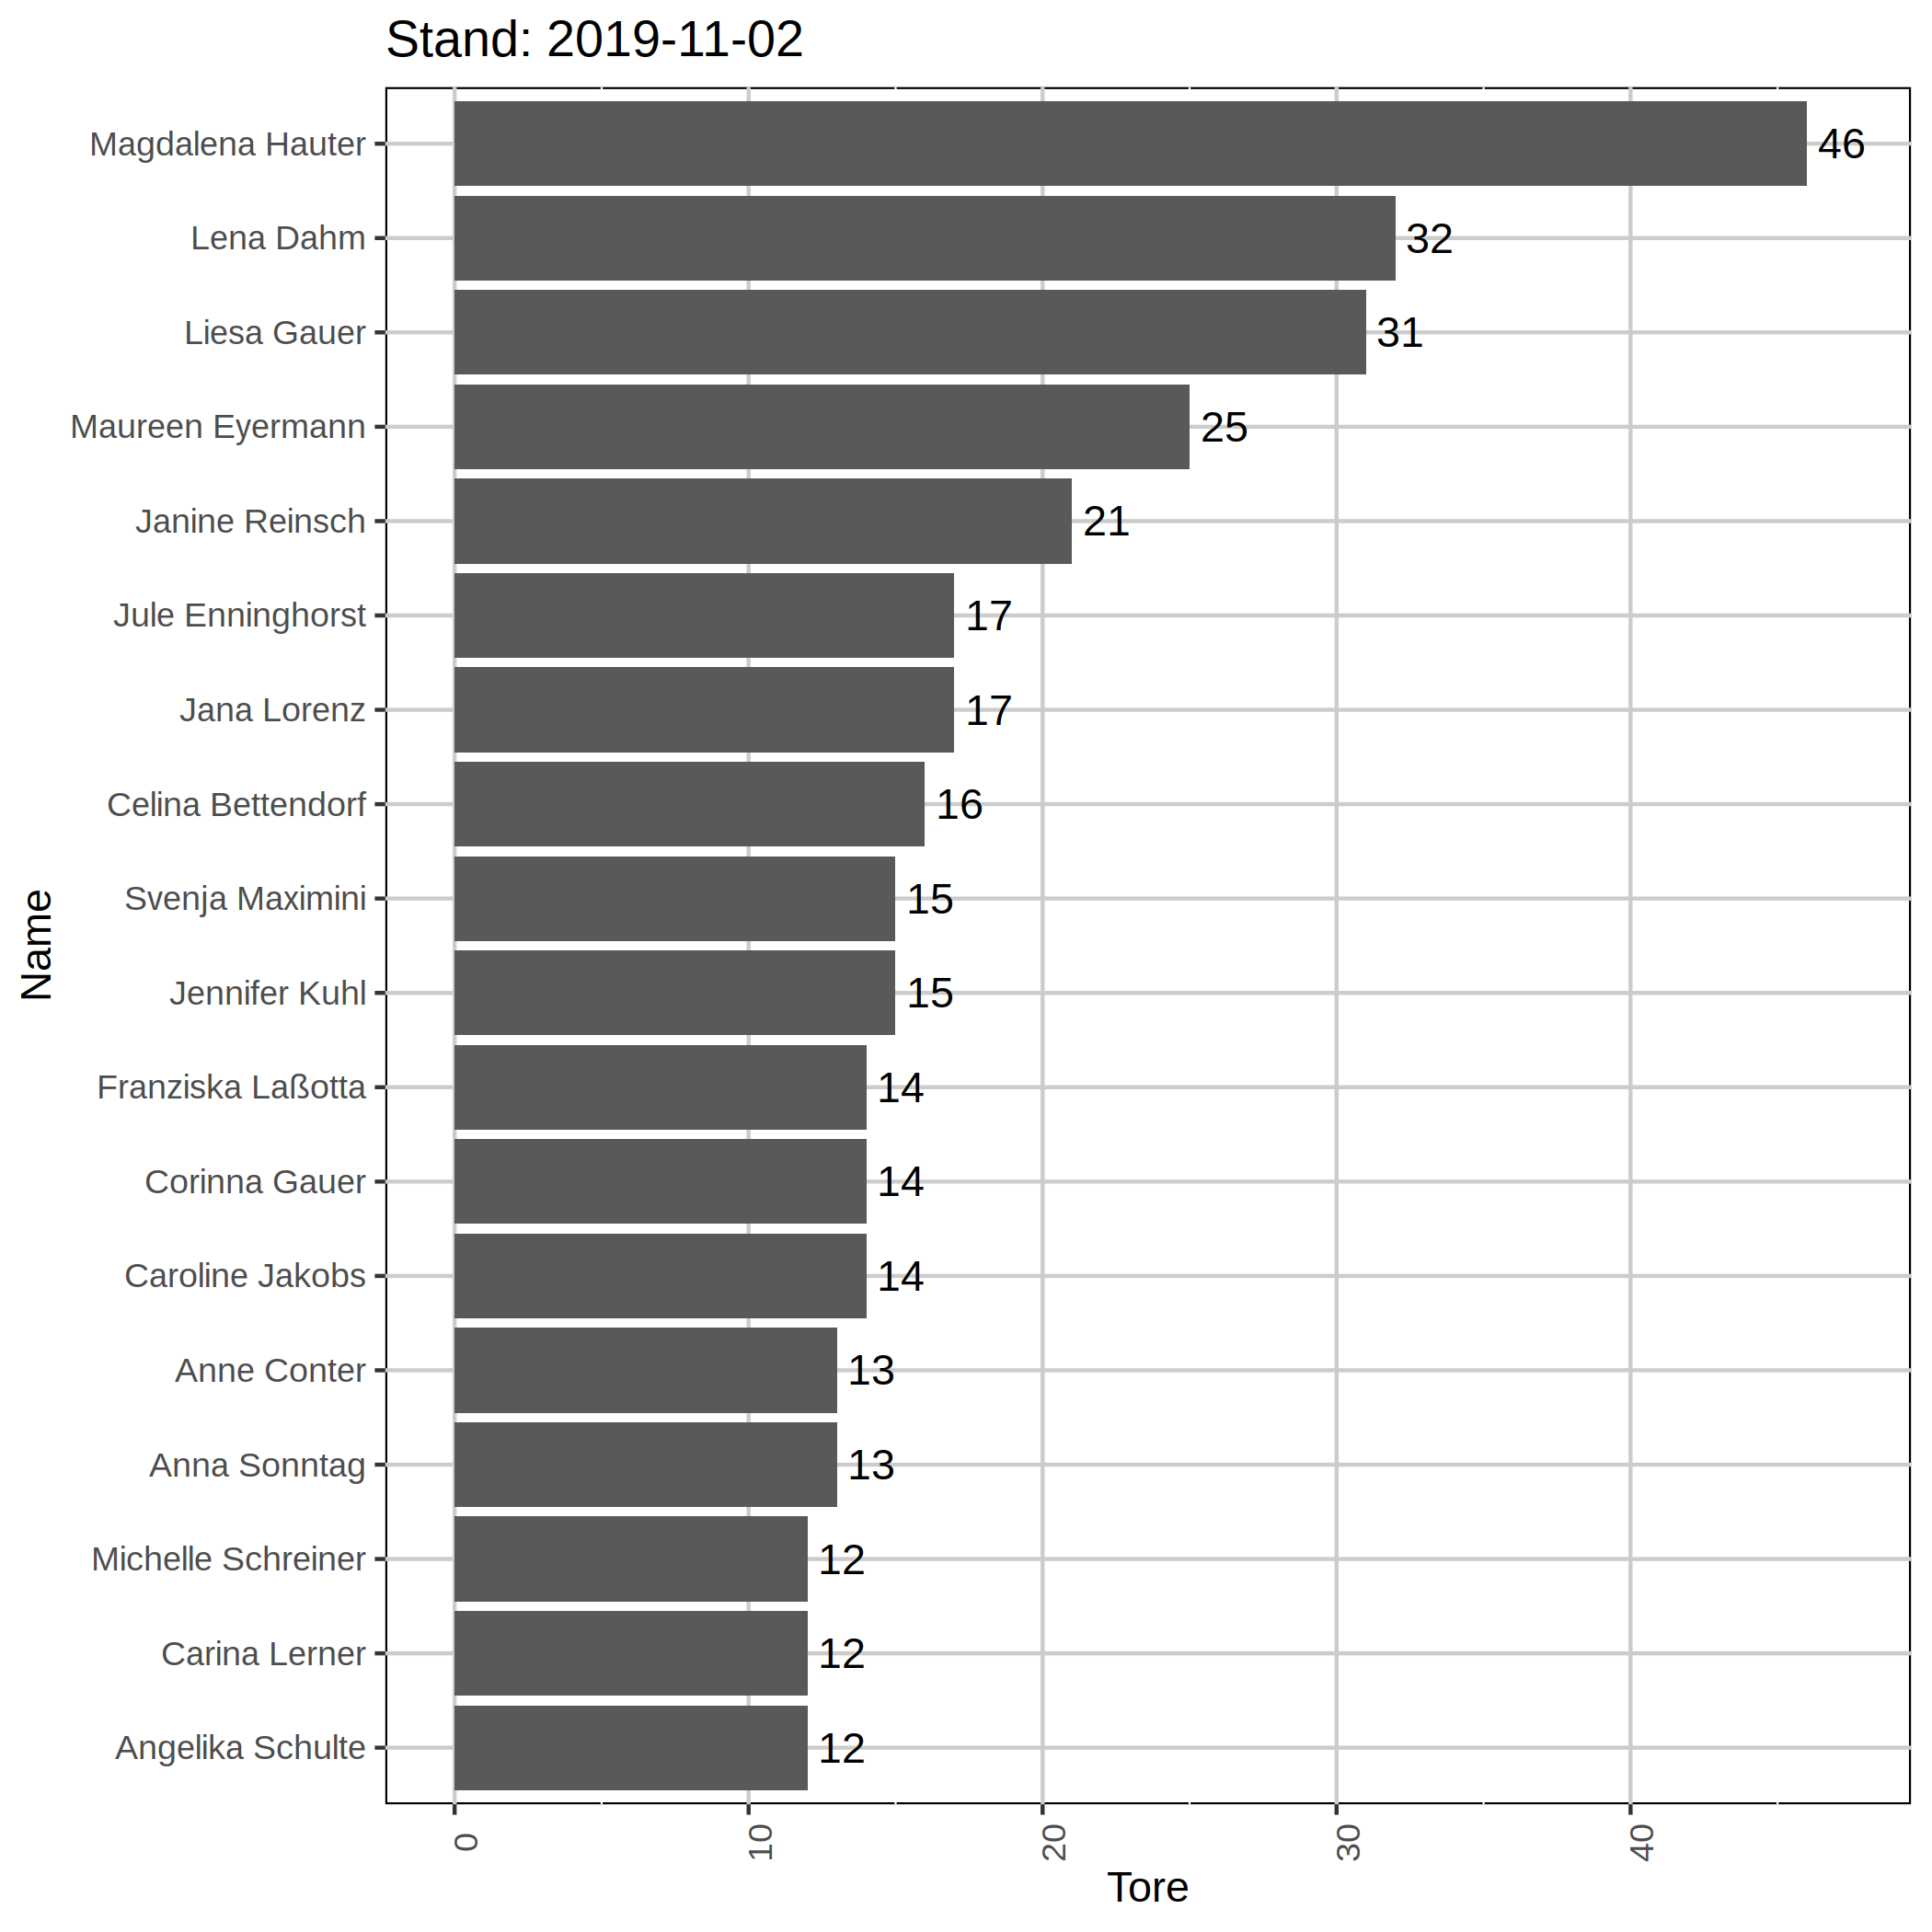 Stand: 2019-11-02
Magdalena Hauter 46
Lena Dahm 32
Liesa Gauer 31
Maureen Eyermann 25
Janine Reinsch 21
Jule Enninghorst 17
Jana Lorenz 17
Celina Bettendorf 16
Svenja Maximini 15
Jennifer Kuhl 15
Franziska Laßotta 14
Corinna Gauer 14
Caroline Jakobs 14
Anne Conter 13
Anna Sonntag 13
Michelle Schreiner 12
Carina Lerner 12
Angelika Schulte 12
Name
0 10 20 30 40
Tore